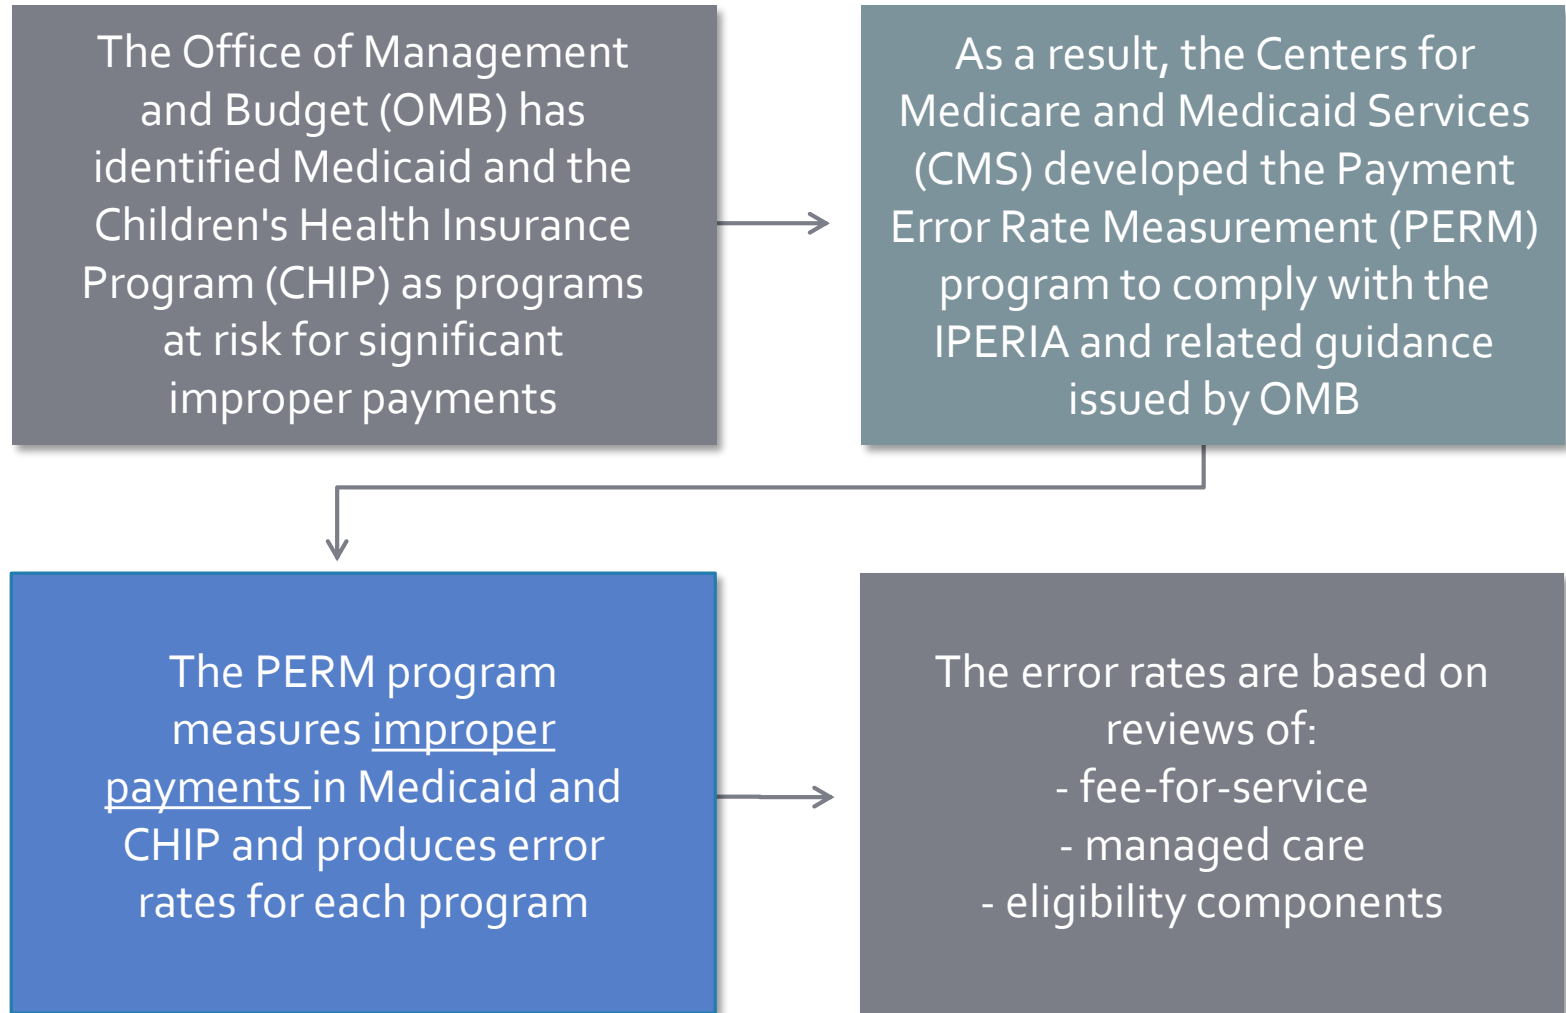 The Office of Management
and Budget (OMB) has
identified Medicaid and the
Children's Health Insurance
Program (CHIP) as programs
at risk for significant
improper payments
As a result, the Centers for
Medicare and Medicaid Services
(CMS) developed the Payment
Error Rate Measurement (PERM)
program to comply with the
IPERIA and related guidance
issued by OMB
The PERM program
measures improper
payments in Medicaid and
CHIP and produces error
rates for each program
The error rates are based on
reviews of:
- fee-for-service
- managed care
- eligibility components